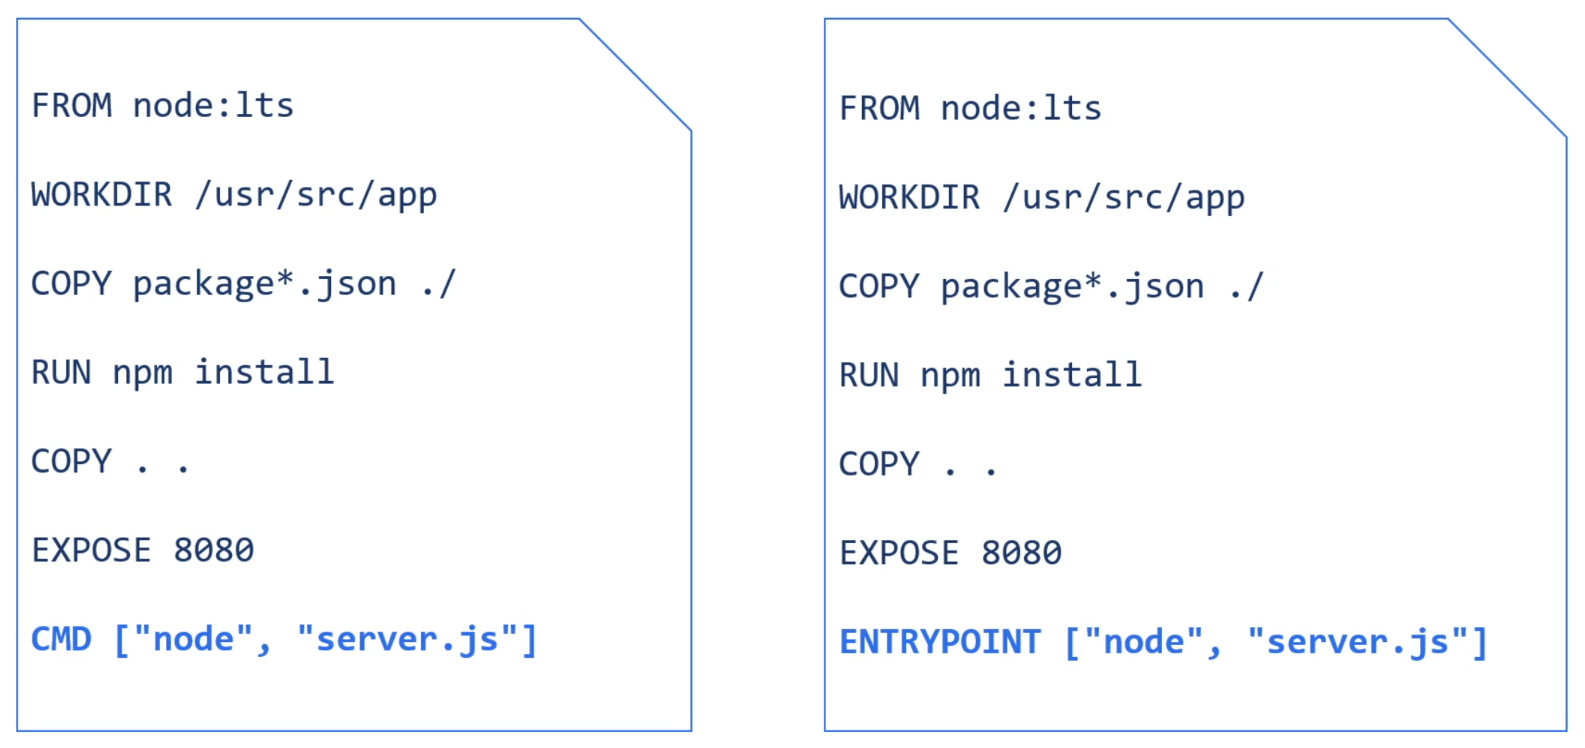 FROM node:lts
WORKDIR /usr/src/app
COPY package*.json ./
RUN npm install
COPY . .
EXPOSE 8080
CMD ["node", "server.js"]
FROM node:lts
WORKDIR /usr/src/app
COPY package*.json ./
RUN npm install
COPY . .
EXPOSE 8080
ENTRYPOINT ["node", "server.js"]